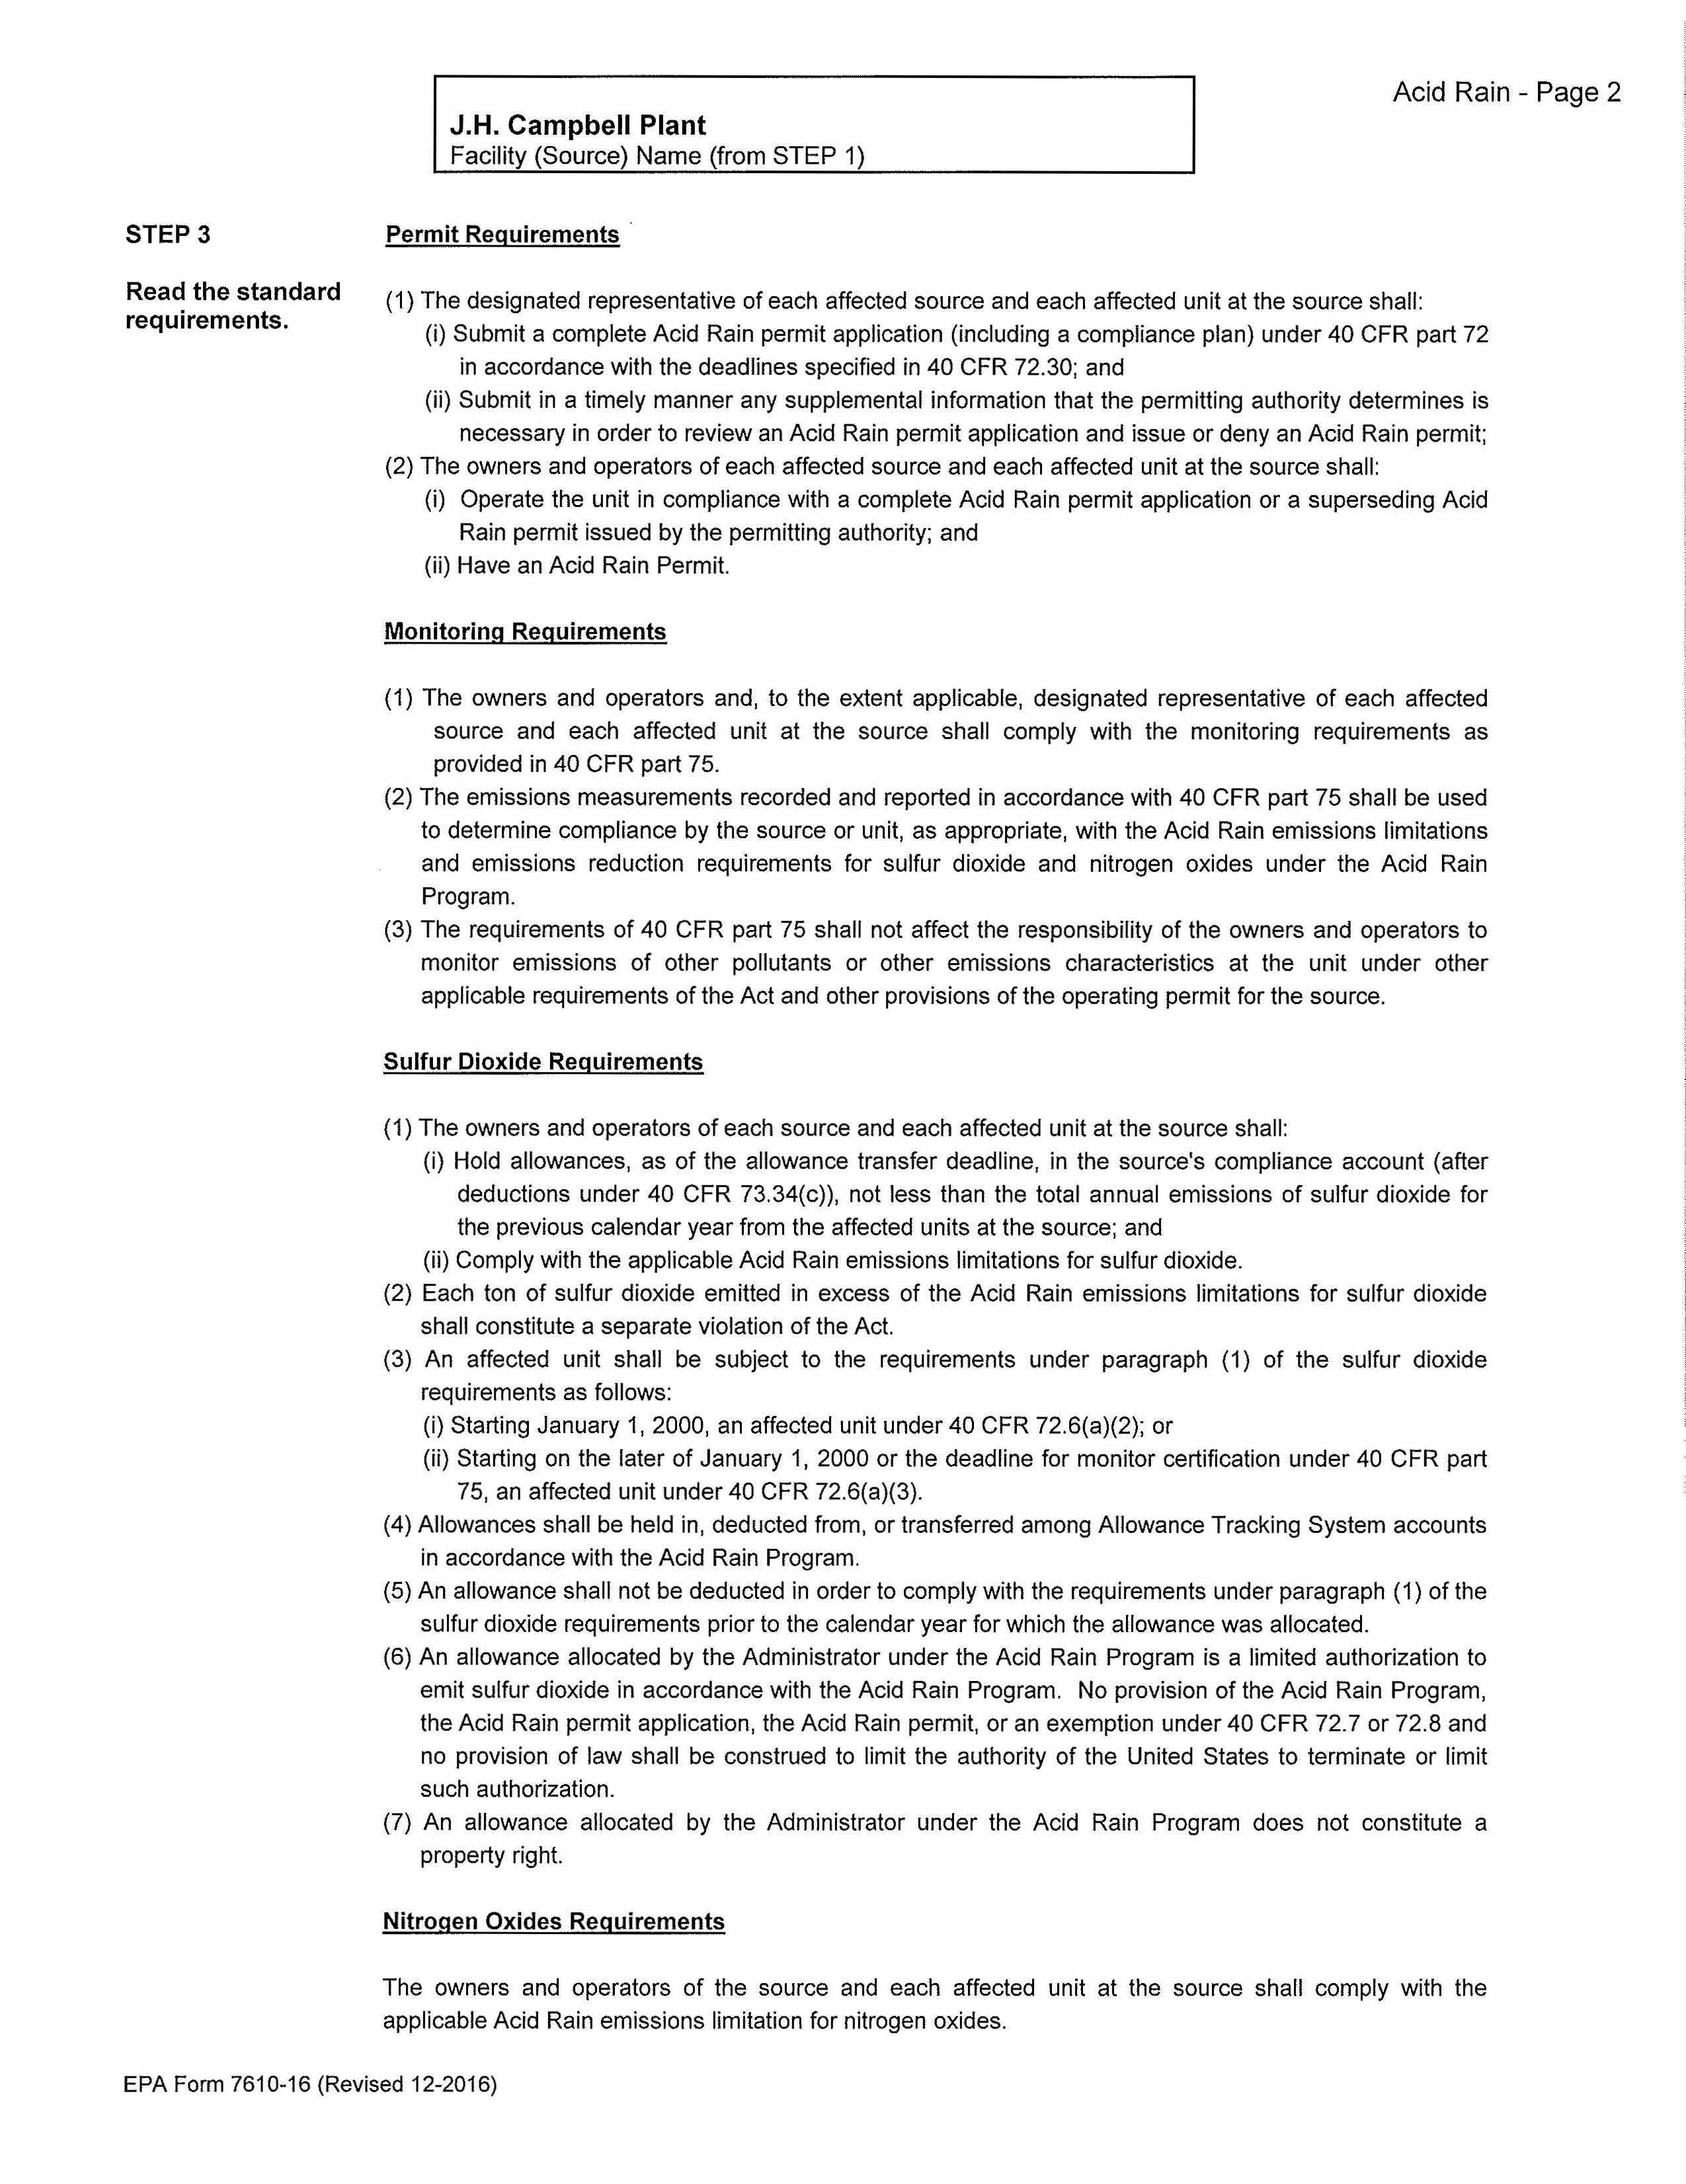 Acid Rain - Page 2
J.H. Campbell Plant
Facility (Source) Name (from STEP 1)
STEP 3
Read the standard
requirements.
Permit Requirements
(1) The designated representative of each affected source and each affected unit at the source shall:
(i) Submit a complete Acid Rain permit application (including a compliance plan) under 40 CFR part 72
in accordance with the deadlines specified in 40 CFR 72.30; and
(ii) Submit in a timely manner any supplemental information that the permitting authority determines is
necessary in order to review an Acid Rain permit application and issue or deny an Acid Rain permit;
(2) The owners and operators of each affected source and each affected unit at the source shall:
(i) Operate the unit in compliance with a complete Acid Rain permit application or a superseding Acid
Rain permit issued by the permitting authority; and
(ii) Have an Acid Rain Permit.
Monitoring Requirements
(1) The owners and operators and, to the extent applicable, designated representative of each affected
source and each affected unit at the source shall comply with the monitoring requirements as
provided in 40 CFR part 75.
(2) The emissions measurements recorded and reported in accordance with 40 CFR part 75 shall be used
to determine compliance by the source or unit, as appropriate, with the Acid Rain emissions limitations
and emissions reduction requirements for sulfur dioxide and nitrogen oxides under the Acid Rain
Program.
(3) The requirements of 40 CFR part 75 shall not affect the responsibility of the owners and operators to
monitor emissions of other pollutants or other emissions characteristics at the unit under other
applicable requirements of the Act and other provisions of the operating permit for the source.
Sulfur Dioxide Requirements
(1) The owners and operators of each source and each affected unit at the source shall:
(i) Hold allowances, as of the allowance transfer deadline, in the source's compliance account (after
deductions under 40 CFR 73.34(c)), not less than the total annual emissions of sulfur dioxide for
the previous calendar year from the affected units at the source; and
(ii) Comply with the applicable Acid Rain emissions limitations for sulfur dioxide.
(2) Each ton of sulfur dioxide emitted in excess of the Acid Rain emissions limitations for sulfur dioxide
shall constitute a separate violation of the Act.
(3) An affected unit shall be subject to the requirements under paragraph (1) of the sulfur dioxide
requirements as follows:
(i) Starting January 1, 2000, an affected unit under 40 CFR 72.6(a)(2); or
(ii) Starting on the later of January 1, 2000 or the deadline for monitor certification under 40 CFR part
75, an affected unit under 40 CFR 72.6(a)(3).
(4) Allowances shall be held in, deducted from, or transferred among Allowance Tracking System accounts
in accordance with the Acid Rain Program.
(5) An allowance shall not be deducted in order to comply with the requirements under paragraph (1) of the
sulfur dioxide requirements prior to the calendar year for which the allowance was allocated.
(6) An allowance allocated by the Administrator under the Acid Rain Program is a limited authorization to
emit sulfur dioxide in accordance with the Acid Rain Program. No provision of the Acid Rain Program,
the Acid Rain permit application, the Acid Rain permit, or an exemption under 40 CFR 72.7 or 72.8 and
no provision of law shall be construed to limit the authority of the United States to terminate or limit
such authorization.
(7) An allowance allocated by the Administrator under the Acid Rain Program does not constitute a
property right.
Nitrogen Oxides Requirements
The owners and operators of the source and each affected unit at the source shall comply with the
applicable Acid Rain emissions limitation for nitrogen oxides.
EPA Form 7610-16 (Revised 12-2016)